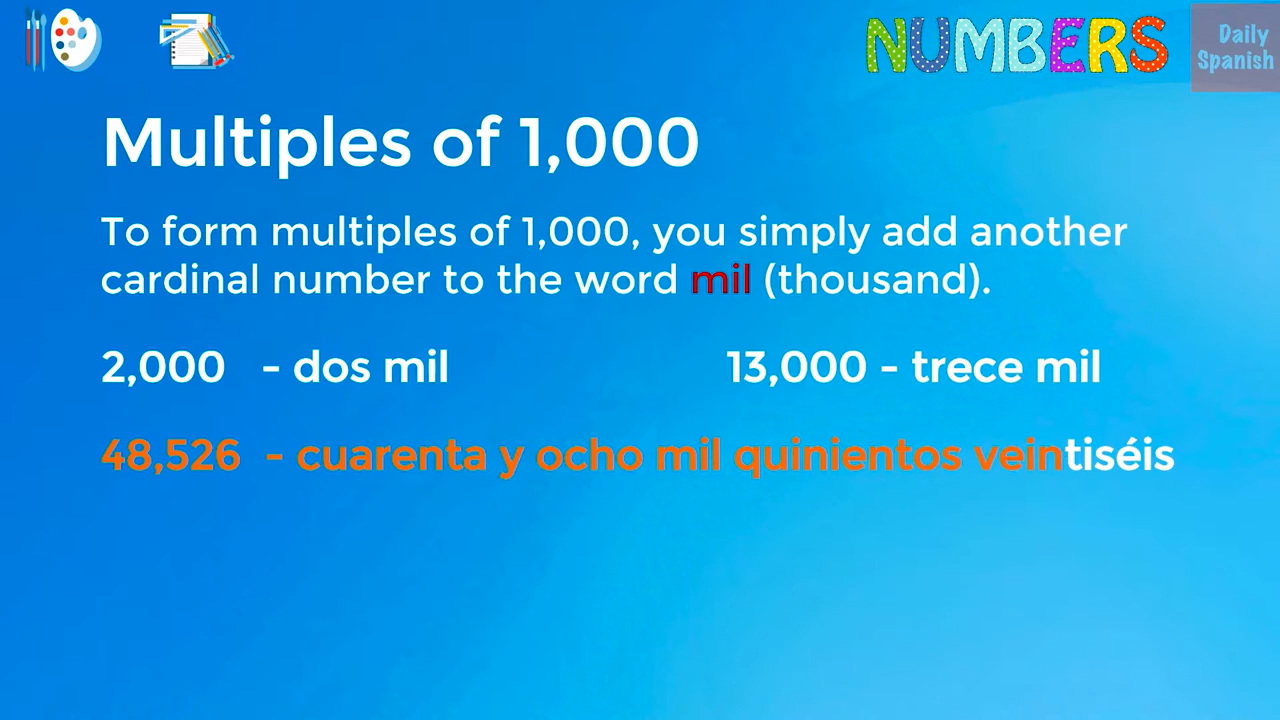 NUMBERS
Daily
Spanish
Multiples of 1,000
To form multiples of 1,000, you simply add another
cardinal number to the word mil (thousand).
2,000 - dos mil
13,000 - trece mil
48,526 - cuarenta y ocho mil quinientos veintiséis